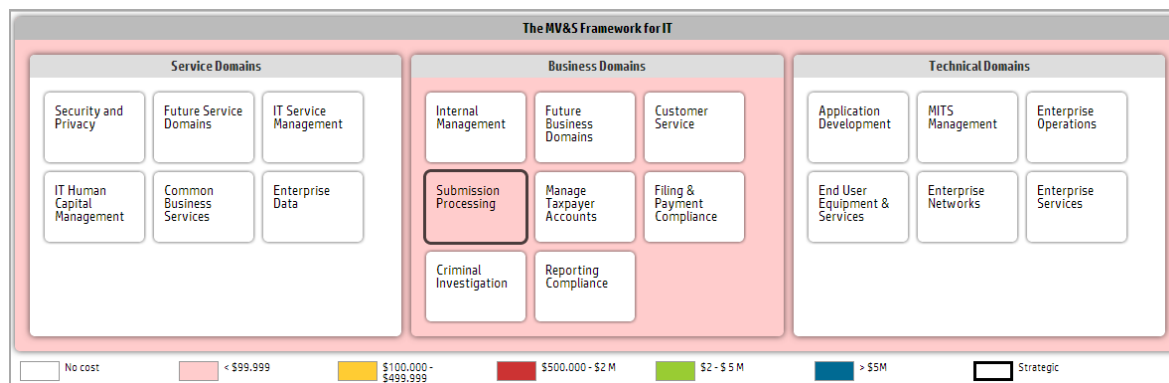 The MV&S Framework for IT
Service Domains
Security and
Privacy
Future Service
Domains
IT Service
Management
IT Human
Capital
Management
Common
Business
Services
Enterprise
Data
Business Domains
Internal
Management
Future
Business
Domains
Customer
Service
Submission
Processing
Manage
Taxpayer
Accounts
Filing &
Payment
Compliance
Criminal
Investigation
Reporting
Compliance
Technical Domains
Application
Development
MITS
Management
Enterprise
Operations
End User
Equipment &
Services
Enterprise
Networks
Enterprise
Services
No cost
< $99.999
$100.000 -
$499.999
$500.000 - $2 M
$2 - $ 5 M
> $5M
Strategic